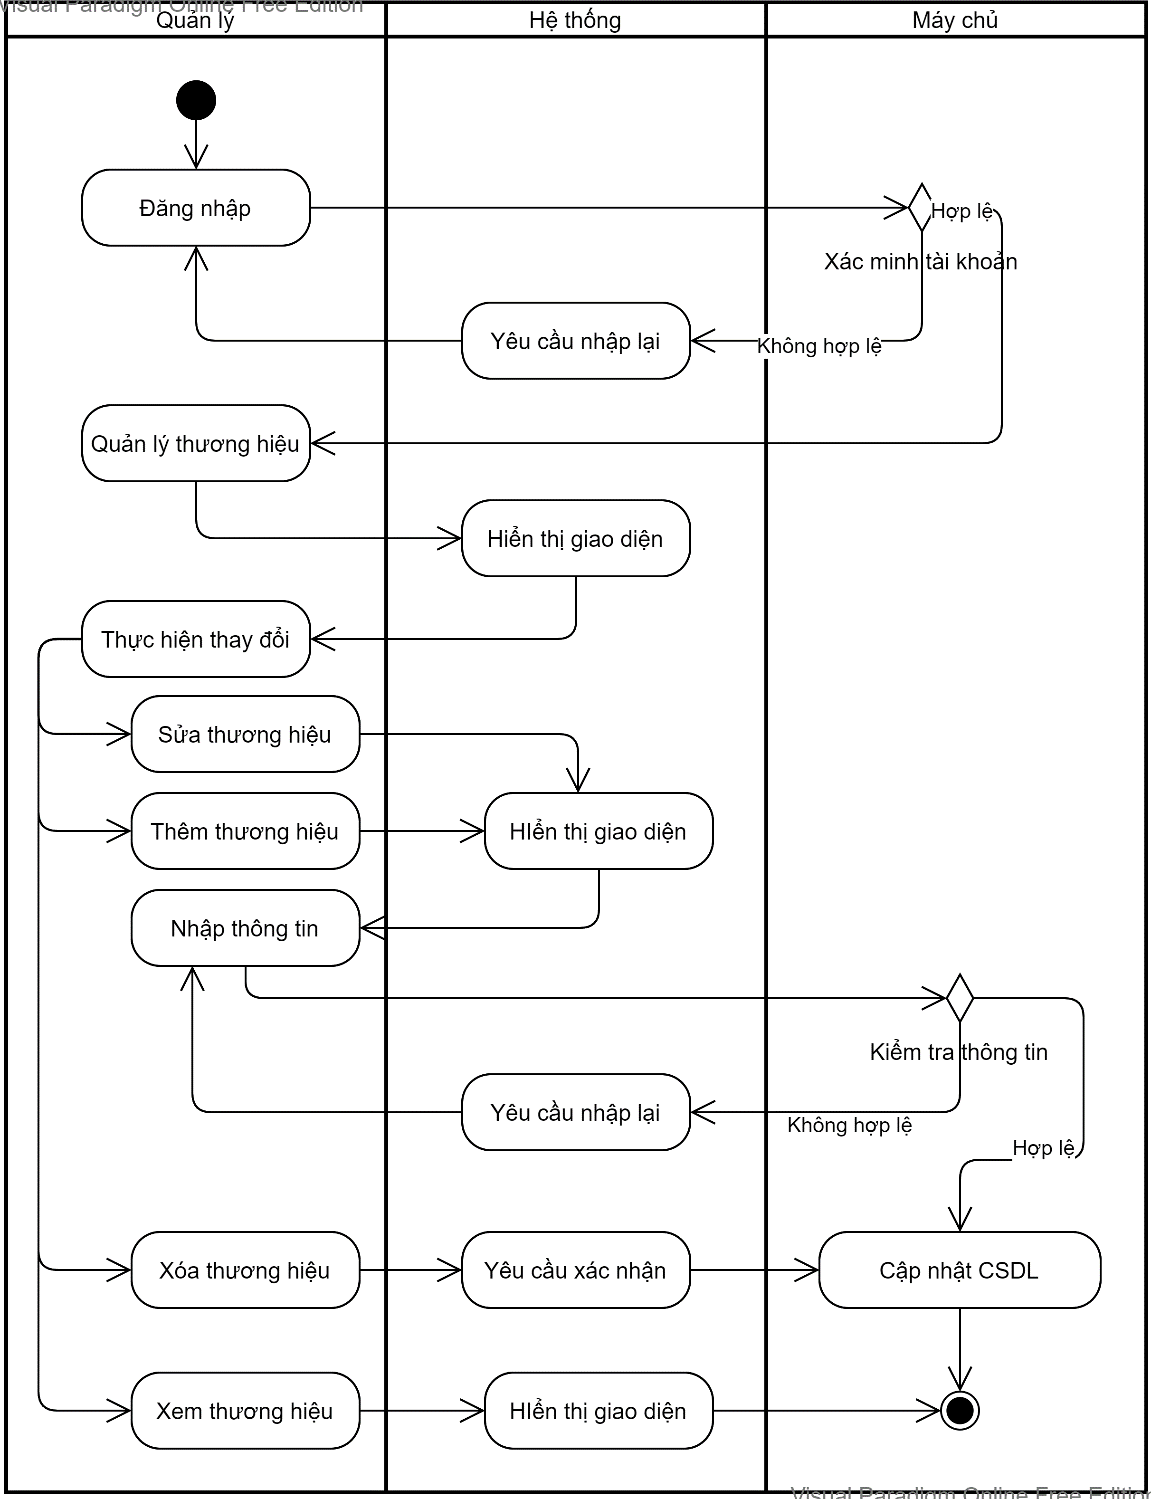 Visual Paradigm Online Free Edition
Quản lý
Hệ thống
Máy chủ
Đăng nhập
Hợp lệ
Xác minh tài khoản
Yêu cầu nhập lại
Không hợp lệ
Quản lý thương hiệu
Hiển thị giao diện
Thực hiện thay đổi
Sửa thương hiệu
Thêm thương hiệu
HIển thị giao diện
Nhập thông tin
Kiểm tra thông tin
Yêu cầu nhập lại
Không hợp lệ
Hợp lệ
Xóa thương hiệu
Yêu cầu xác nhận
Cập nhật CSDL
Xem thương hiệu
HIển thị giao diện
Visual Paradigm Online Free Edition